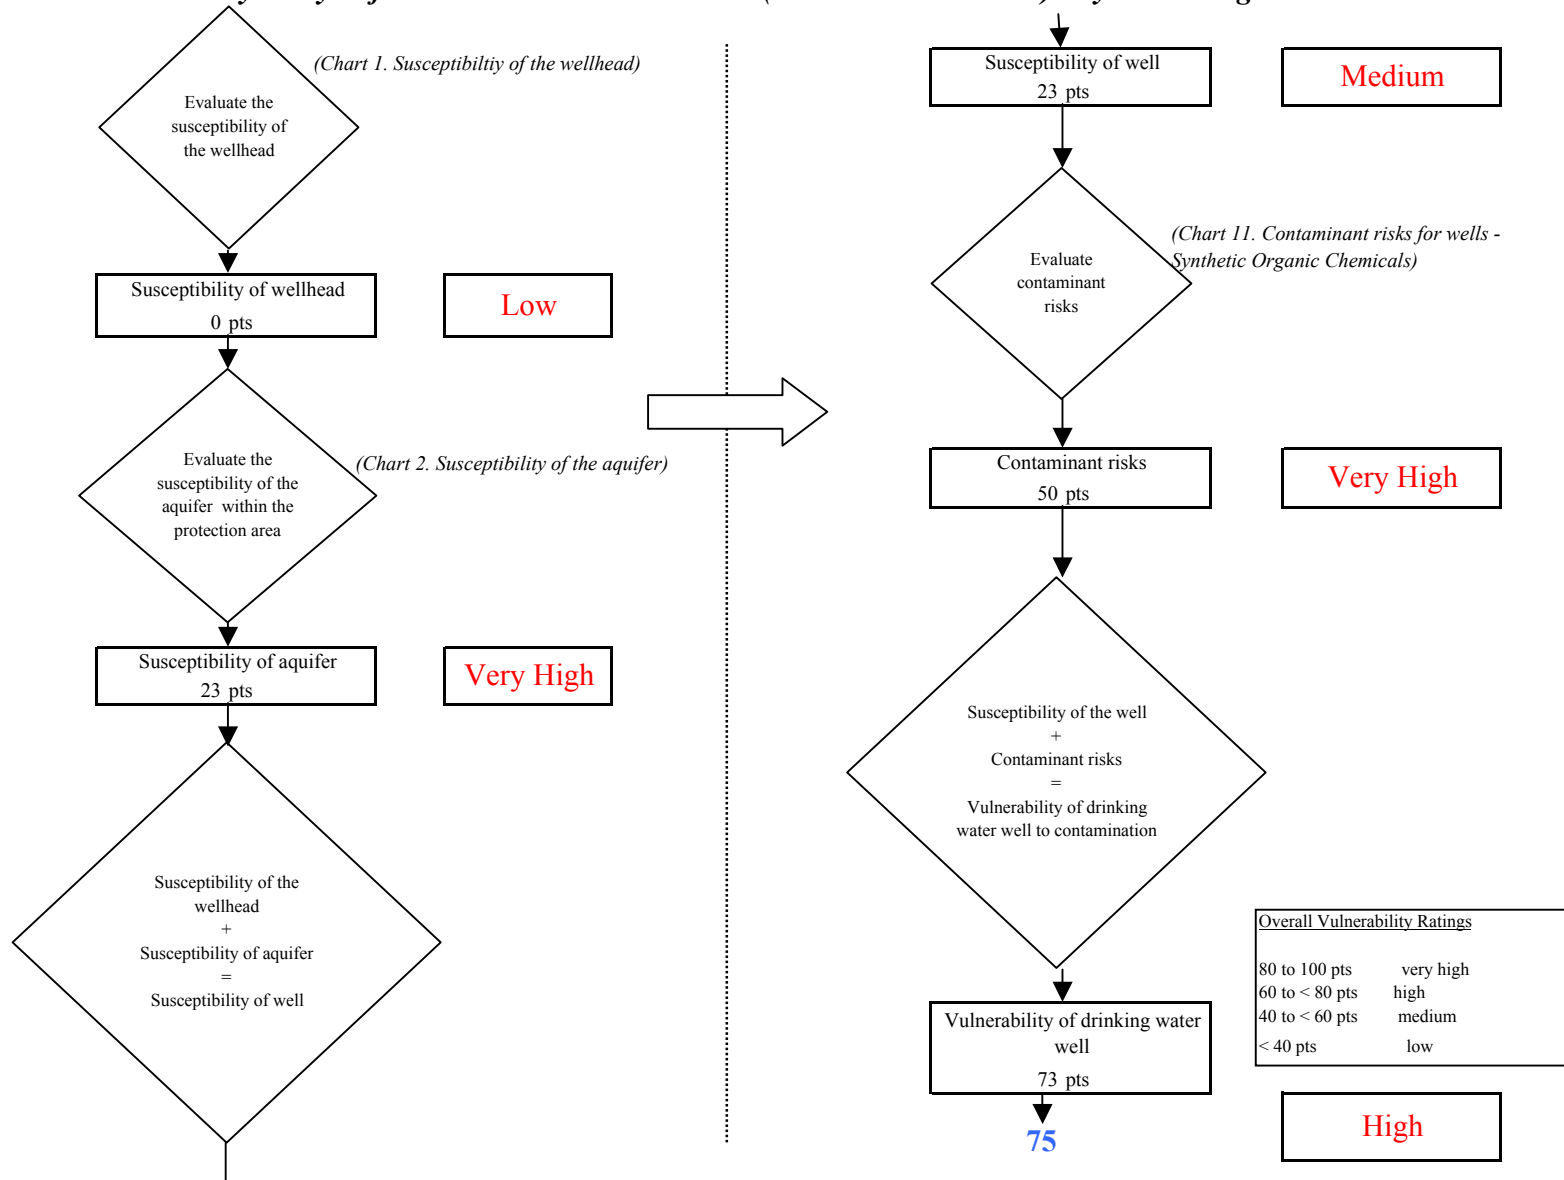 (Chart 1. Susceptibiltiy of the wellhead)
Evaluate the
susceptibility of
the wellhead
Susceptibility of wellhead
0 pts
Low
Evaluate the
susceptibility of the
aquifer within the
protection area
(Chart 2. Susceptibility of the aquifer)
Susceptibility of aquifer
23 pts
Very High
Susceptibility of the
wellhead
+
Susceptibility of aquifer
=
Susceptibility of well
Susceptibility of well
23 pts
Medium
(Chart 11. Contaminant risks for wells -
Synthetic Organic Chemicals)
Evaluate
contaminant
risks
Contaminant risks
50 pts
Very High
Susceptibility of the well
+
Contaminant risks
=
Vulnerability of drinking
water well to contamination
Overall Vulnerability Ratings
80 to 100 pts very high
60 to < 80 pts high
40 to < 60 pts medium
< 40 pts low
Vulnerability of drinking water
well
73 pts
75
High